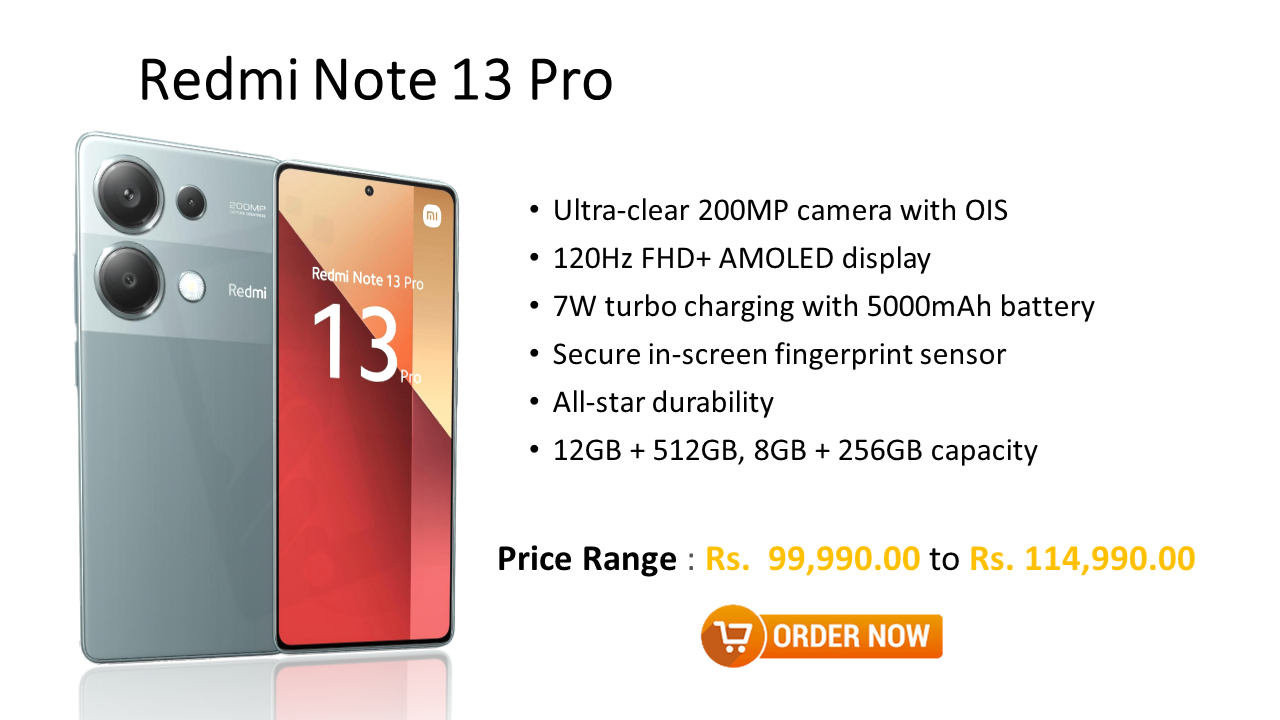 Redmi Note 13 Pro
200MP
Redmi
Redmi Note 13 Pro
13
Pro
• Ultra-clear 200MP camera with OIS
• 120Hz FHD+ AMOLED display
• 7W turbo charging with 5000mAh battery
• Secure in-screen fingerprint sensor
• All-star durability
• 12GB + 512GB, 8GB + 256GB capacity
Price Range : Rs.  99,990.00 to Rs. 114,990.00
ORDER NOW